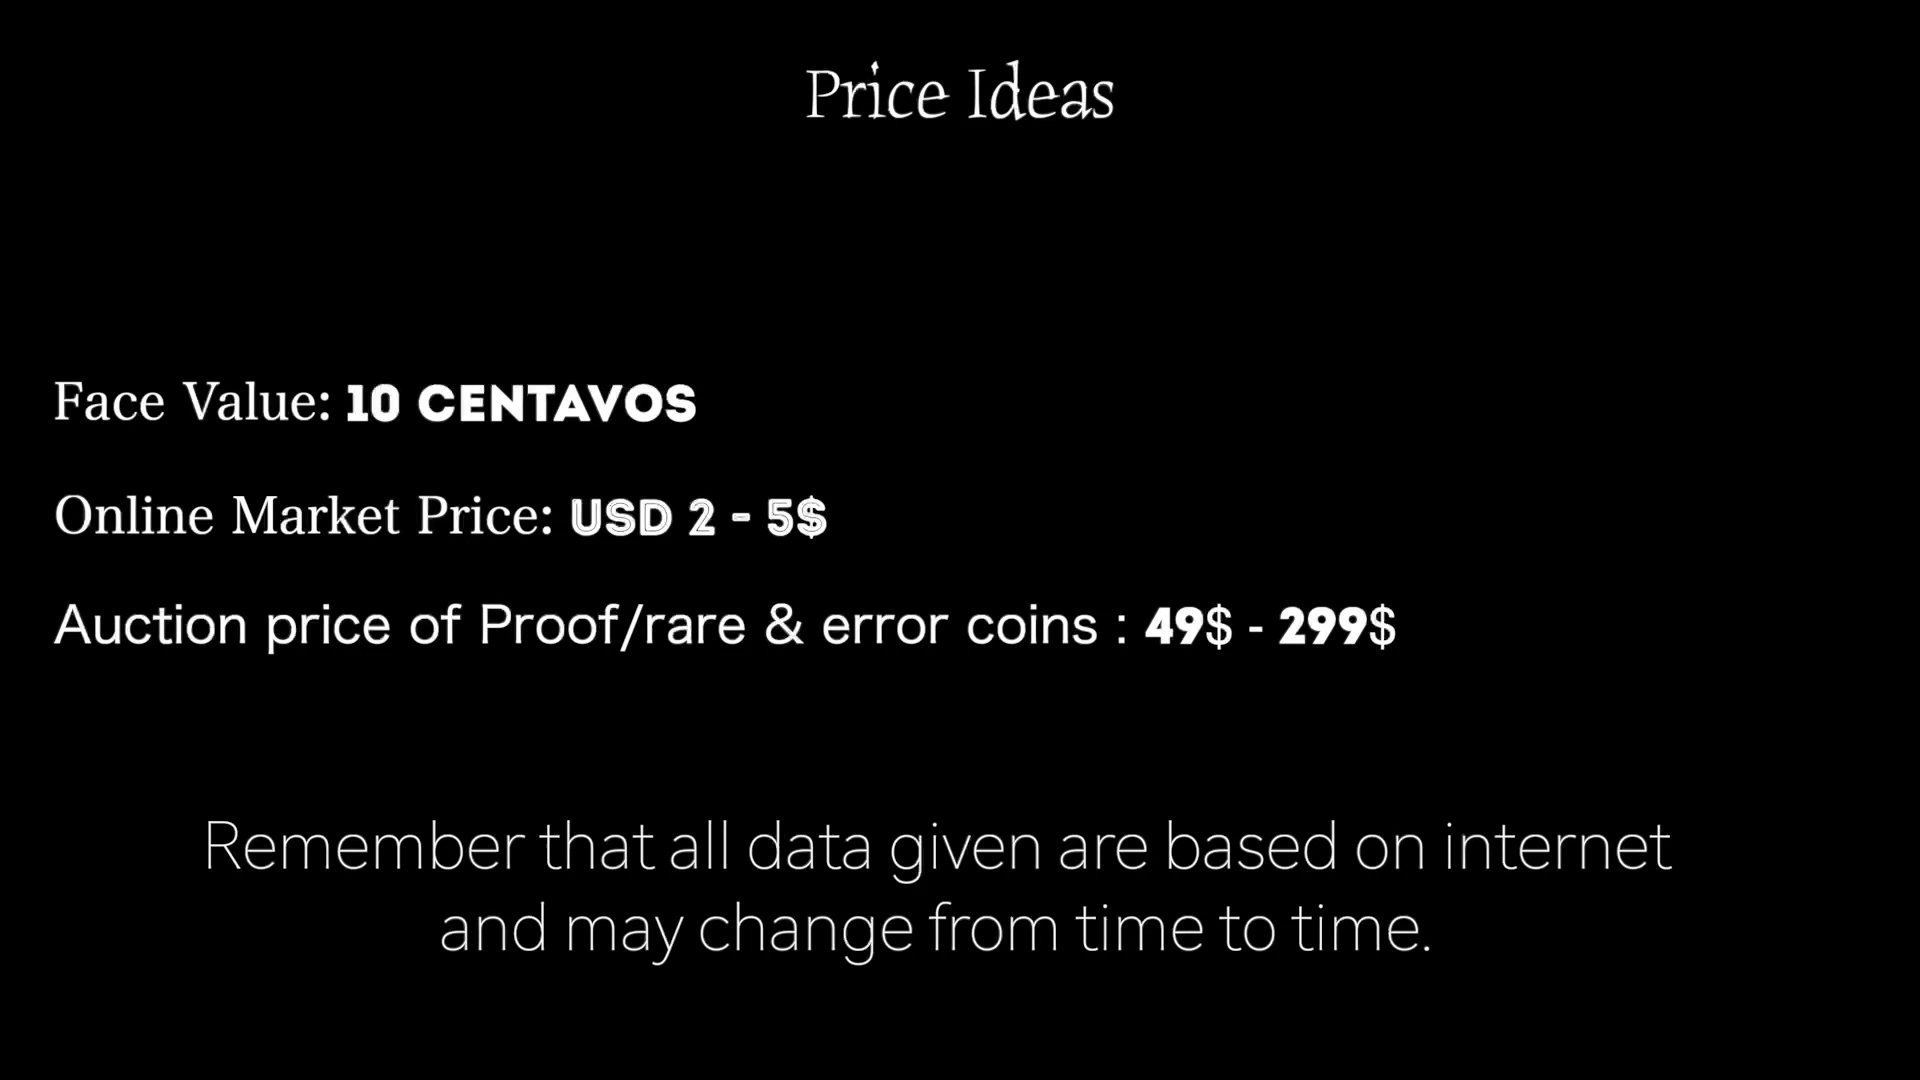 Price Ideas
Face Value: 10 CENTAVOS
Online Market Price: USD 2 - 5$
Auction price of Proof/rare & error coins : 49$ - 299$
Remember that all data given are based on internet
and may change from time to time.